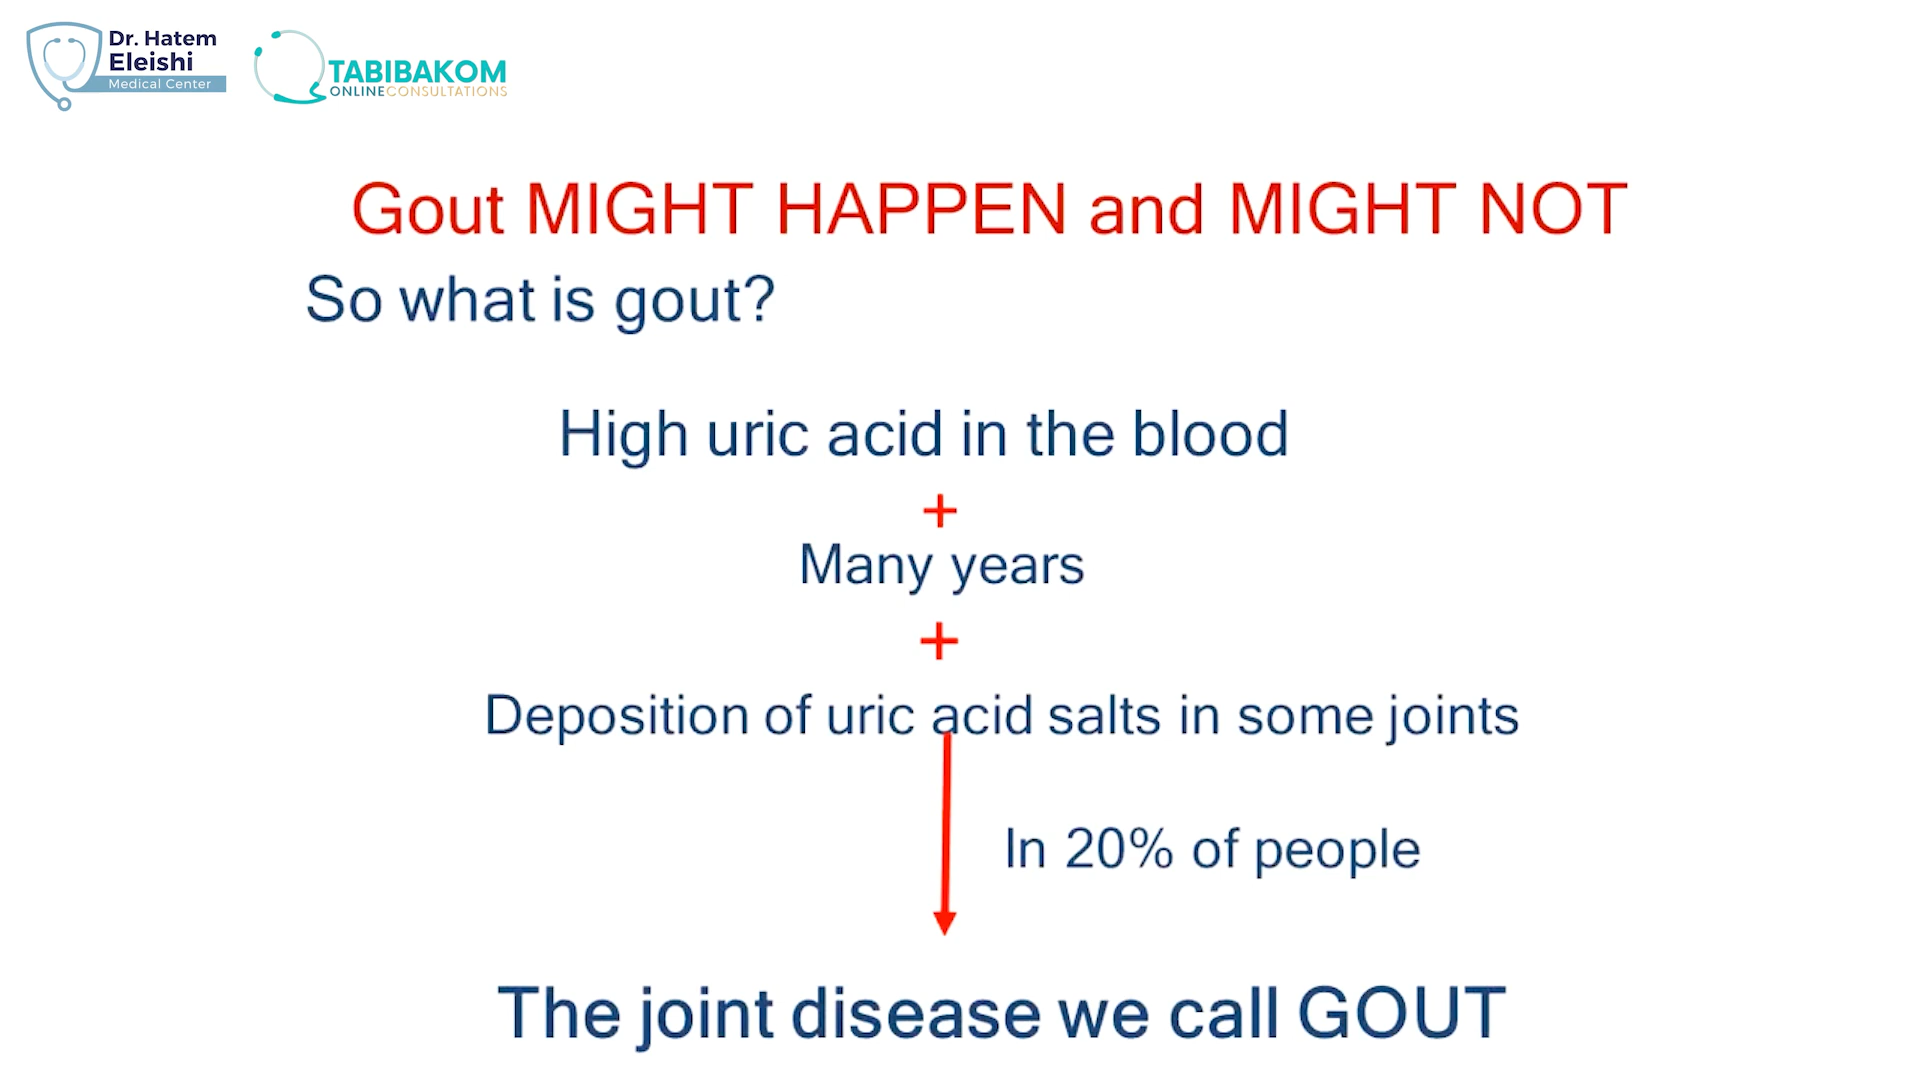 Dr. Hatem
Eleishi
Medical Center
TABIBAKOM
ONLINECONSULTATIONS
Gout MIGHT HAPPEN and MIGHT NOT
So what is gout?
High uric acid in the blood
+
Many years
+
Deposition of uric acid salts in some joints
In 20% of people
The joint disease we call GOUT